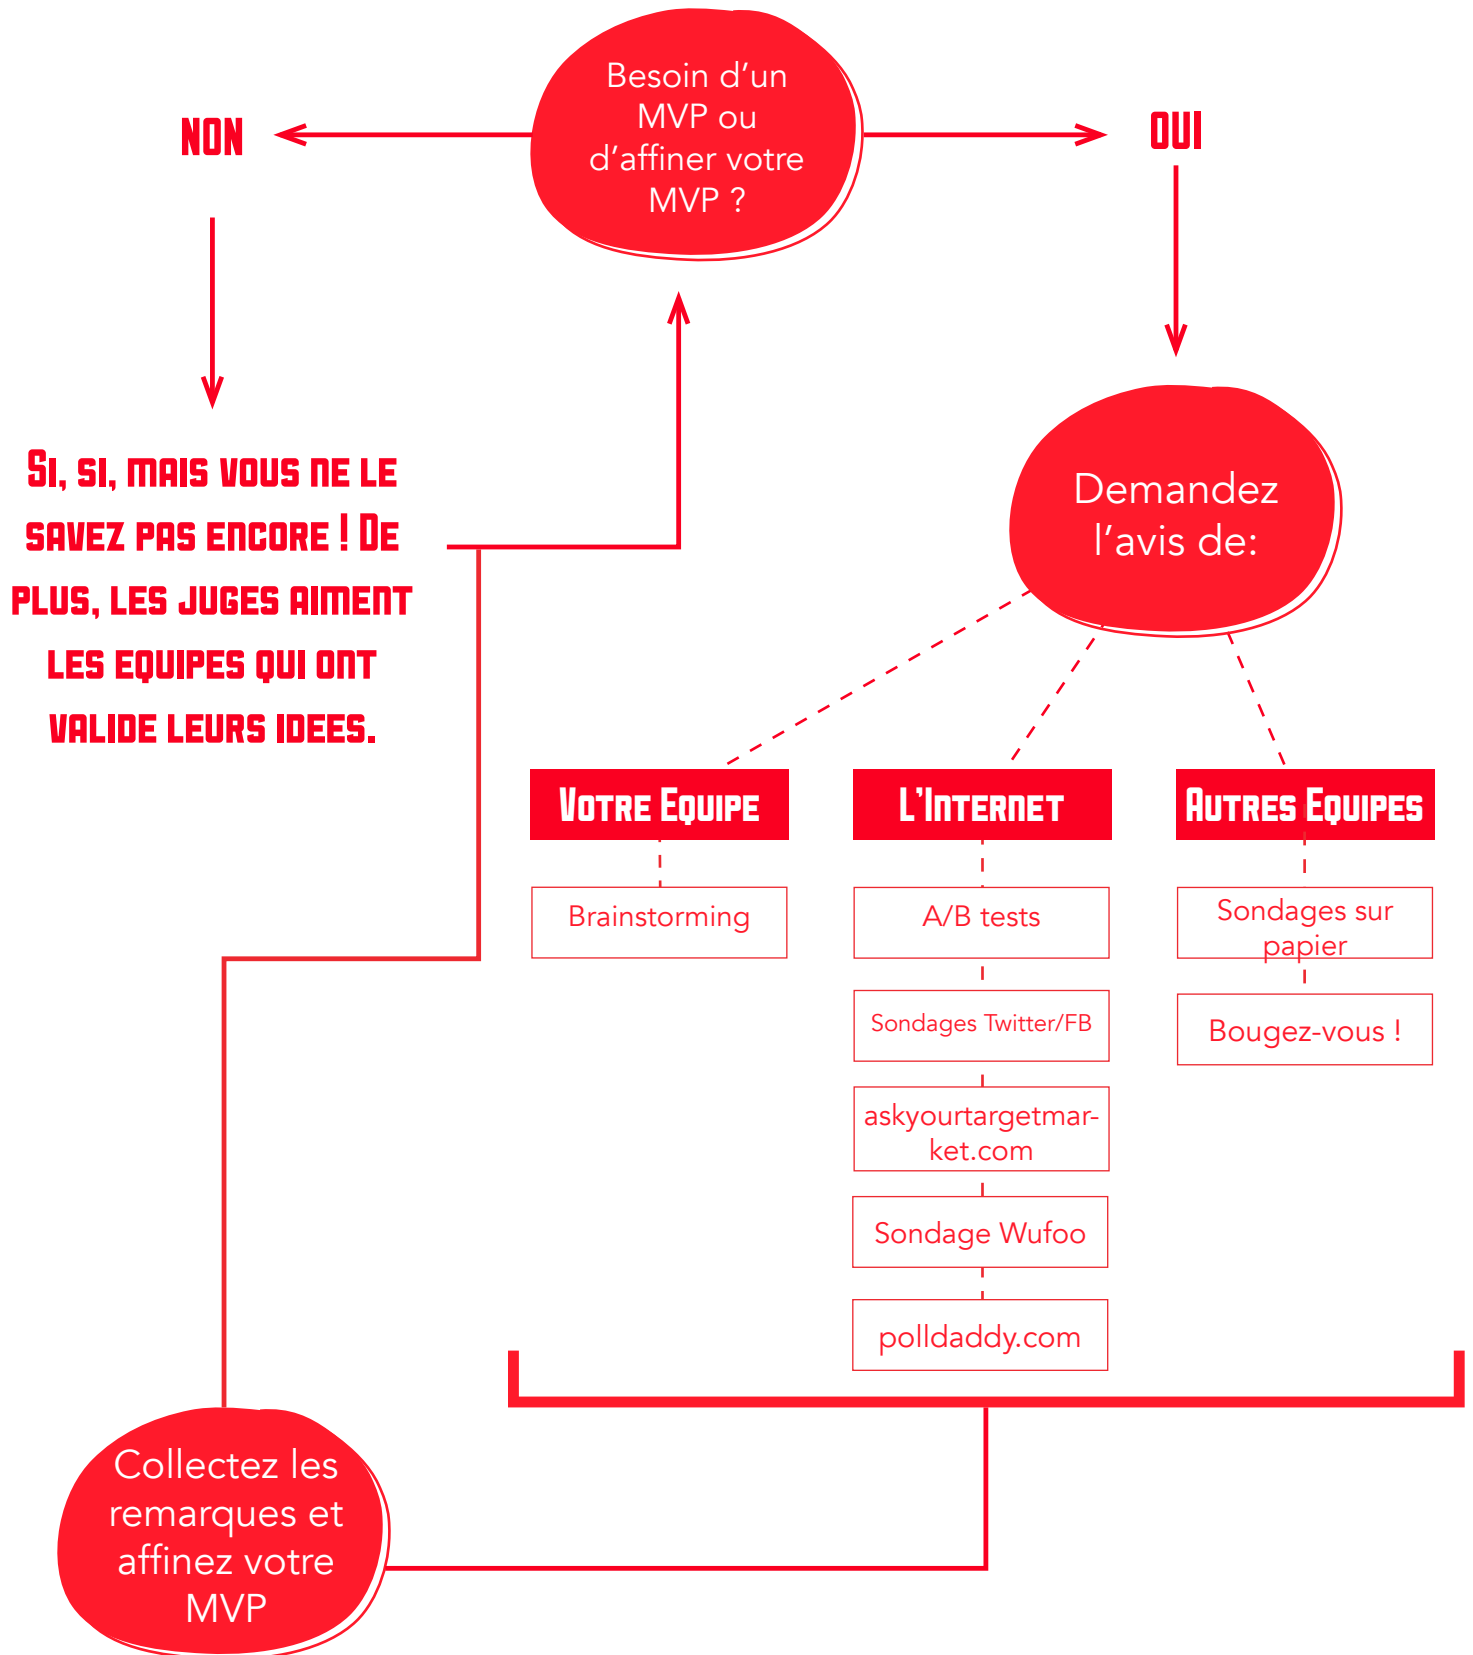 Besoin d'un
MVP ou
d'affiner votre
MVP ?
NON
OUI
Si, si, mais vous ne le
savez pas encore ! De
plus, les juges aiment
les equipes qui ont
valide leurs idees.
Demandez
l'avis de:
Votre Equipe
L'Internet
Autres Equipes
Brainstorming
A/B tests
Sondages Twitter/FB
askyourtargetmar-
ket.com
Sondage Wufoo
polldaddy.com
Sondages sur
papier
Bougez-vous !
Collectez les
remarques et
affinez votre
MVP